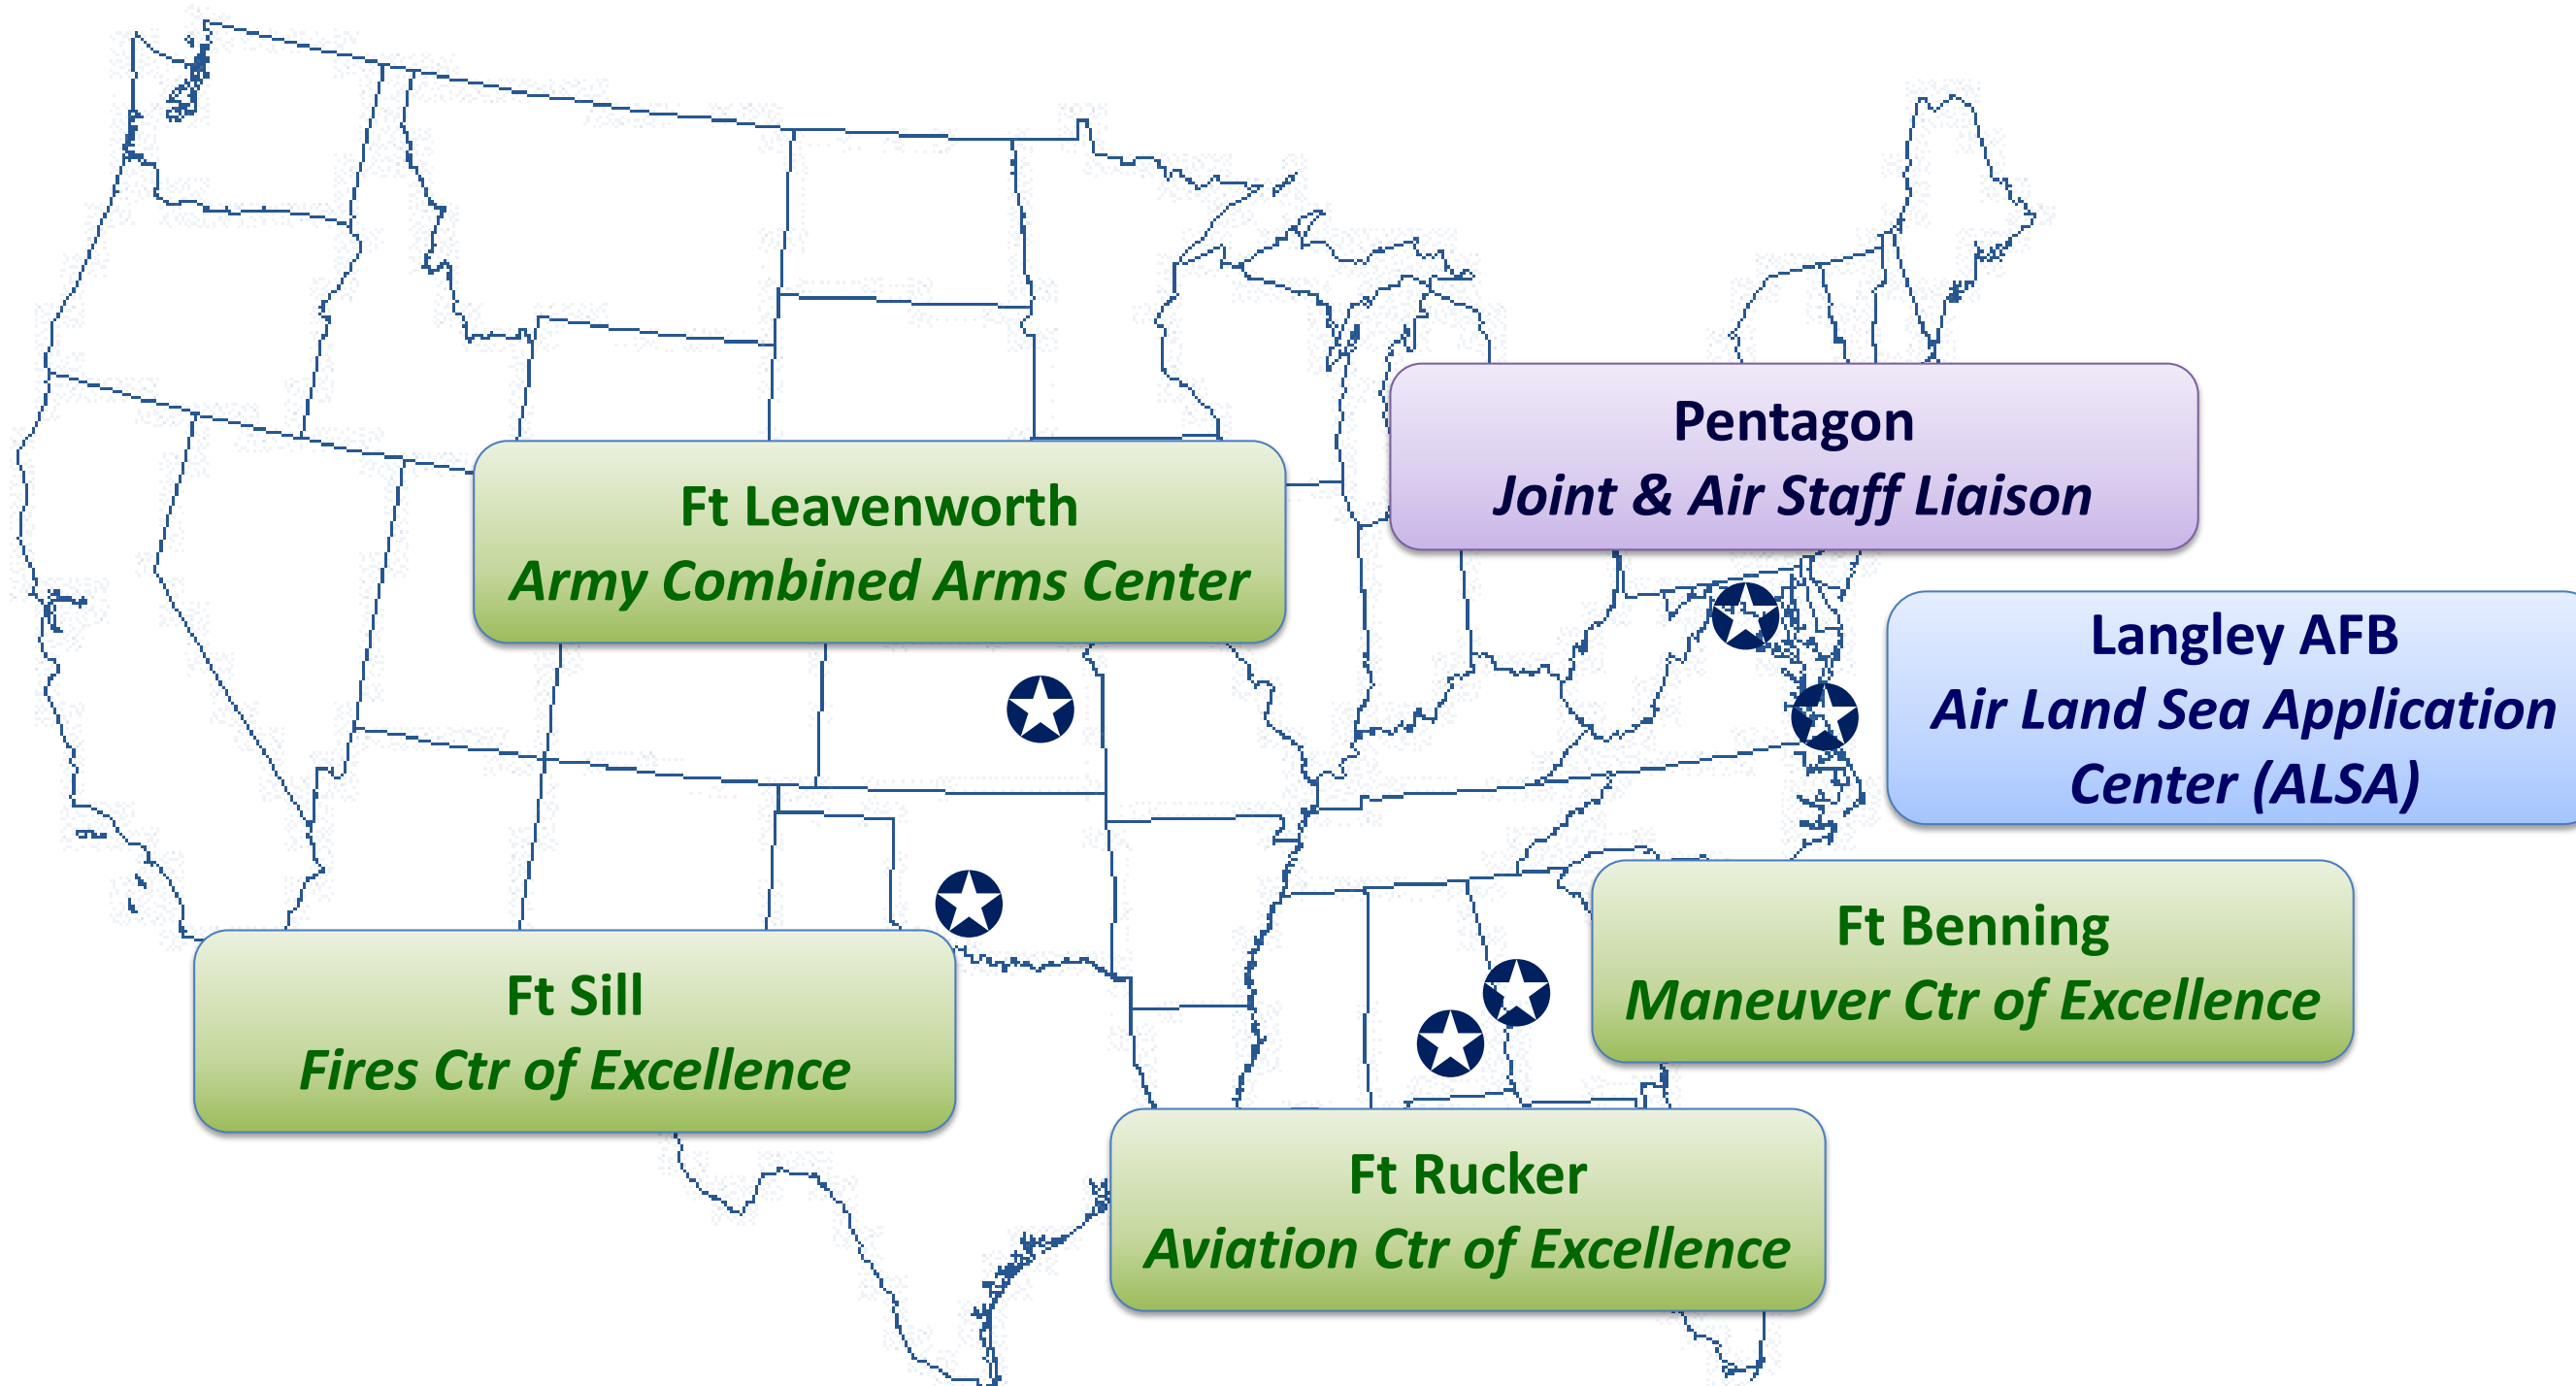 Pentagon
Joint & Air Staff Liaison
Ft Leavenworth
Army Combined Arms Center
Langley AFB
Air Land Sea Application
Center (ALSA)
Ft Benning
Maneuver Ctr of Excellence
Ft Sill
Fires Ctr of Excellence
Ft Rucker
Aviation Ctr of Excellence